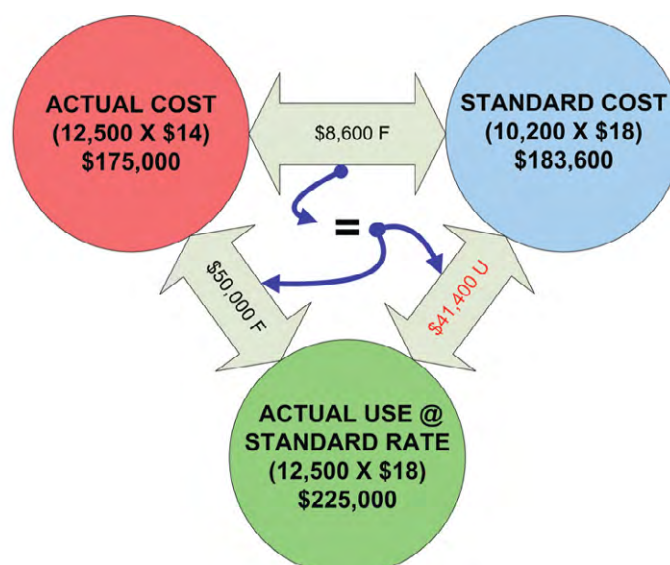 ACTUAL COST
(12,500 X $14)
$175,000
$8,600 F
STANDARD COST
(10,200 X $18)
$183,600
=
$50,000 F
$41,400 U
ACTUAL USE @
STANDARD RATE
(12,500 X $18)
$225,000